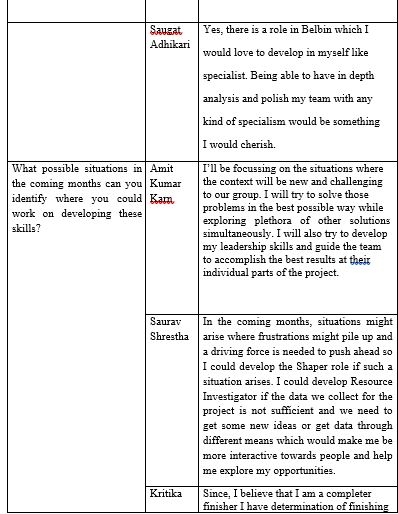 Saugat
Adhikari
Yes, there is a role in Belbin which I
would love to develop in myself like
specialist. Being able to have in depth
analysis and polish my team with any
kind of specialism would be something
I would cherish.
What possible situations in
the coming months can you
identify where you could
work on developing these
skills?
Amit
Kumar
Karn
I’ll be focussing on the situations where
the context will be new and challenging
to our group. I will try to solve those
problems in the best possible way while
exploring plethora of other solutions
simultaneously. I will also try to develop
my leadership skills and guide the team
to accomplish the best results at their
individual parts of the project.
Saurav
Shrestha
In the coming months, situations might
arise where frustrations might pile up and
a driving force is needed to push ahead so
I could develop the Shaper role if such a
situation arises. I could develop Resource
Investigator if the data we collect for the
project is not sufficient and we need to
get some new ideas or get data through
different means which would make me be
more interactive towards people and help
me explore my opportunities.
Kritika
Since, I believe that I am a completer
finisher I have determination of finishing